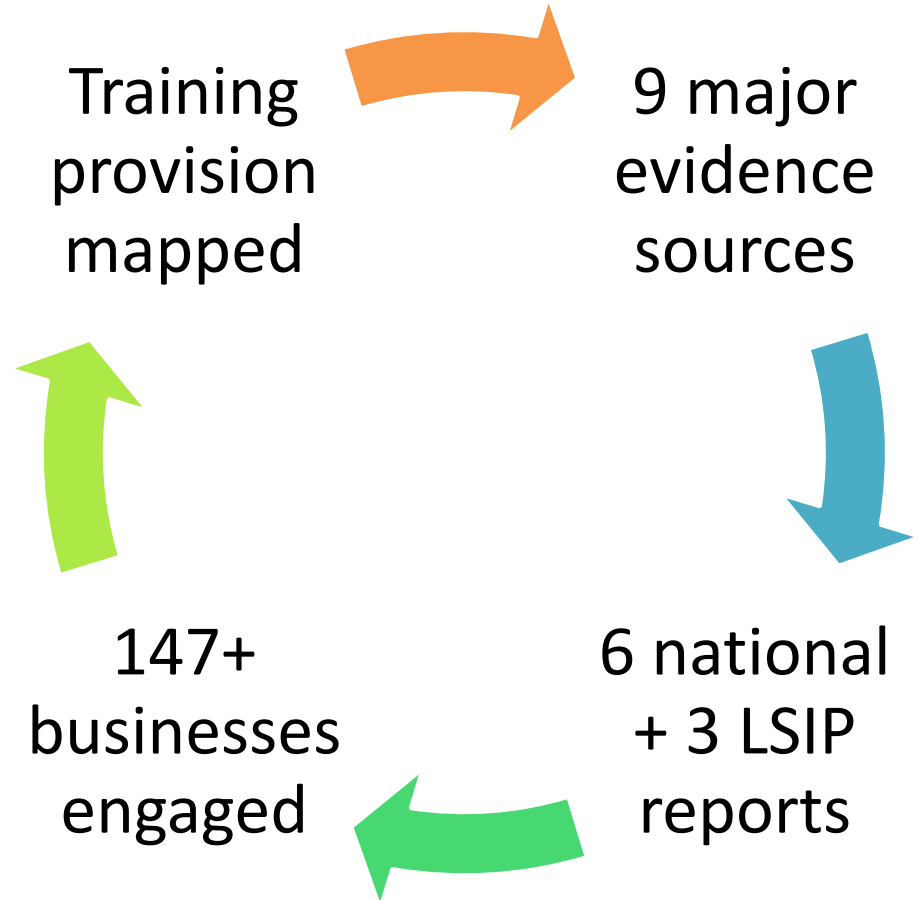 Training
provision
mapped
9 major
evidence
sources
6 national
+ 3 LSIP
reports
147+
businesses
engaged